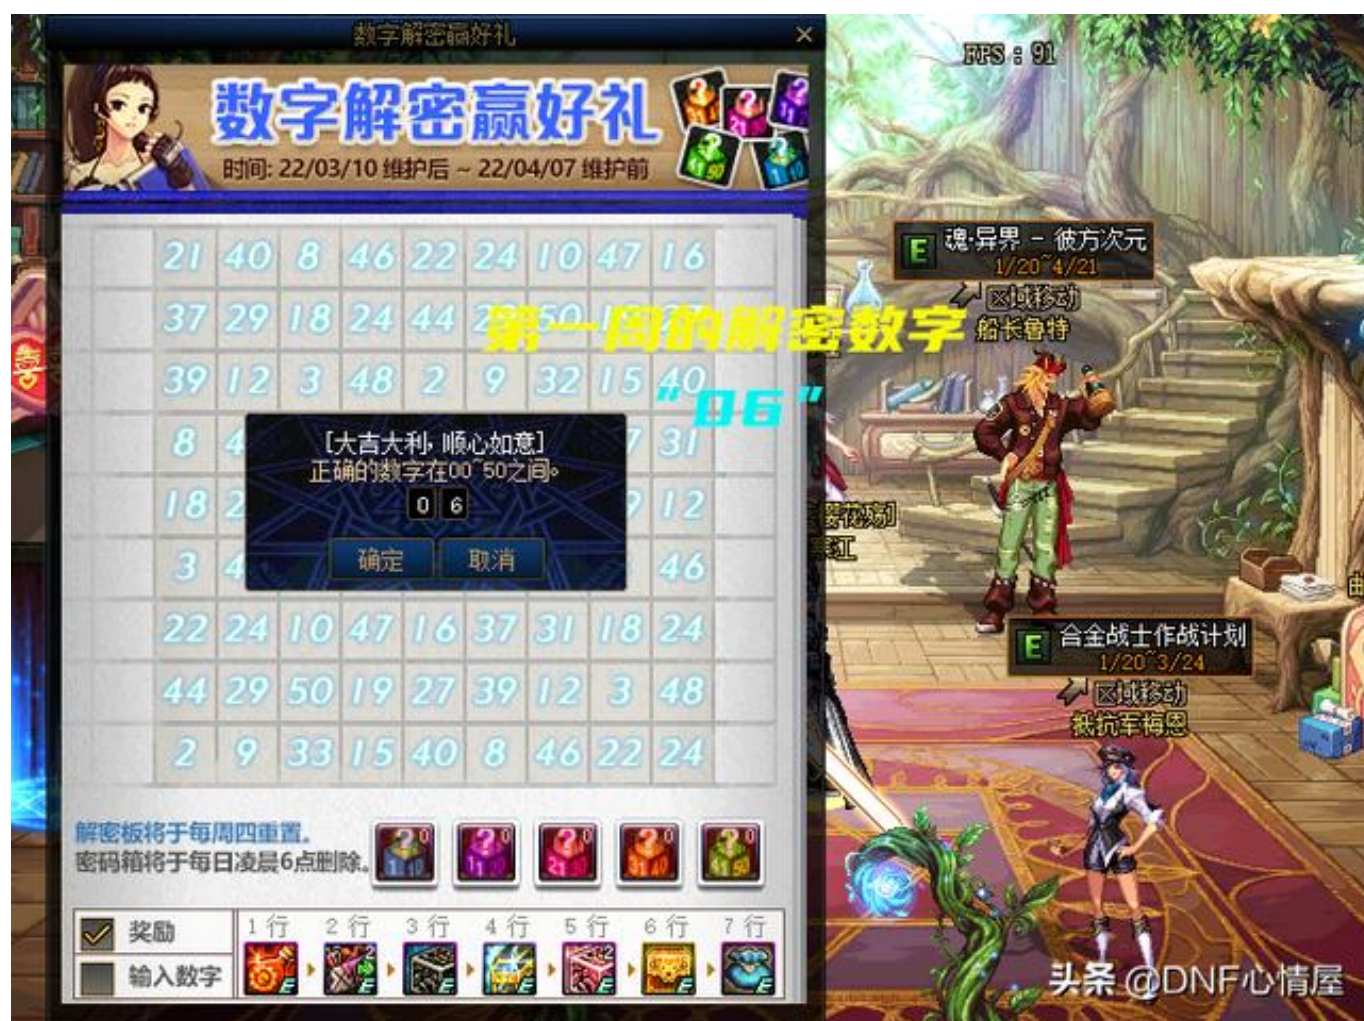 数字解密赢好礼
FPS : 91
数字解密赢好礼
时间: 22/03/10 维护后 ~ 22/04/07 维护前
21 40 8 46 22 24 10 47 16
37 29 18 24 44 50
第一周的解密数字
39 12 3 48 2 9 32 15 40
"06"
8 31
[大吉大利, 顺心如意]
正确的数字在00~50之间。
18 12
0 6
3 46
确定 取消
22 24 10 47 16 37 31 18 24
44 29 50 19 27 39 12 3 48
2 9 33 15 40 8 46 22 24
解密板将于每周四重置。
密码箱将于每日凌晨6点删除。
奖励
1行 2行 3行 4行 5行 6行 7行
输入数字
E 魂·异界 - 彼方次元
1/20~4/21
区域移动
船长鲁特
E 合金战士作战计划
1/20~3/24
区域移动
抵抗军梅恩
头条 @DNF心情屋